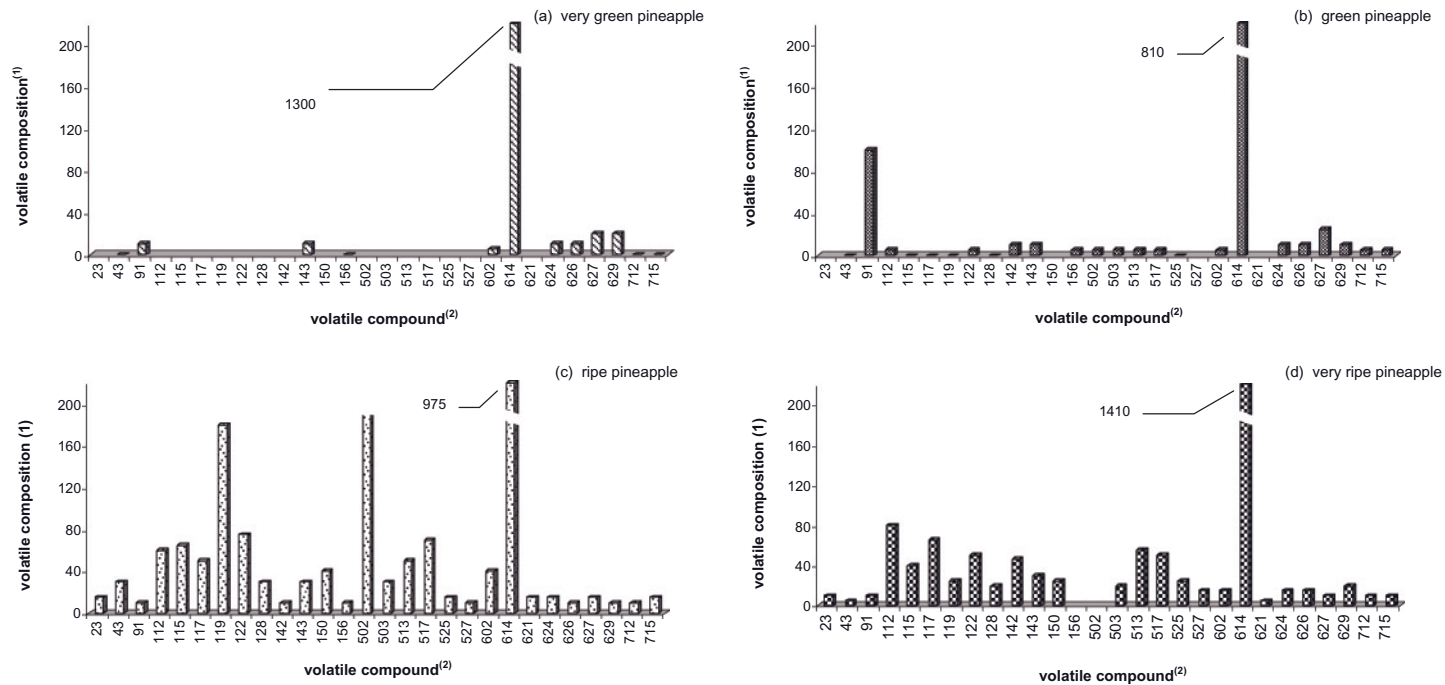 (a) very green pineapple
volatile composition(1)
200
160
120
80
40
0
1300
23 43 91 112 115 117 119 122 128 142 143 150 156 502 503 513 517 525 527 602 614 621 624 626 627 629 712 715
volatile compound(2)
(b) green pineapple
volatile composition(1)
200
160
120
80
40
0
810
23 43 91 112 115 117 119 122 128 142 143 150 156 502 503 513 517 525 527 602 614 621 624 626 627 629 712 715
volatile compound(2)
(c) ripe pineapple
volatile composition (1)
200
160
120
80
40
0
975
23 43 91 112 115 117 119 122 128 142 143 150 156 502 503 513 517 525 527 602 614 621 624 626 627 629 712 715
volatile compound(2)
(d) very ripe pineapple
volatile composition (1)
200
160
120
80
40
0
1410
23 43 91 112 115 117 119 122 128 142 143 150 156 502 503 513 517 525 527 602 614 621 624 626 627 629 712 715
volatile compound(2)